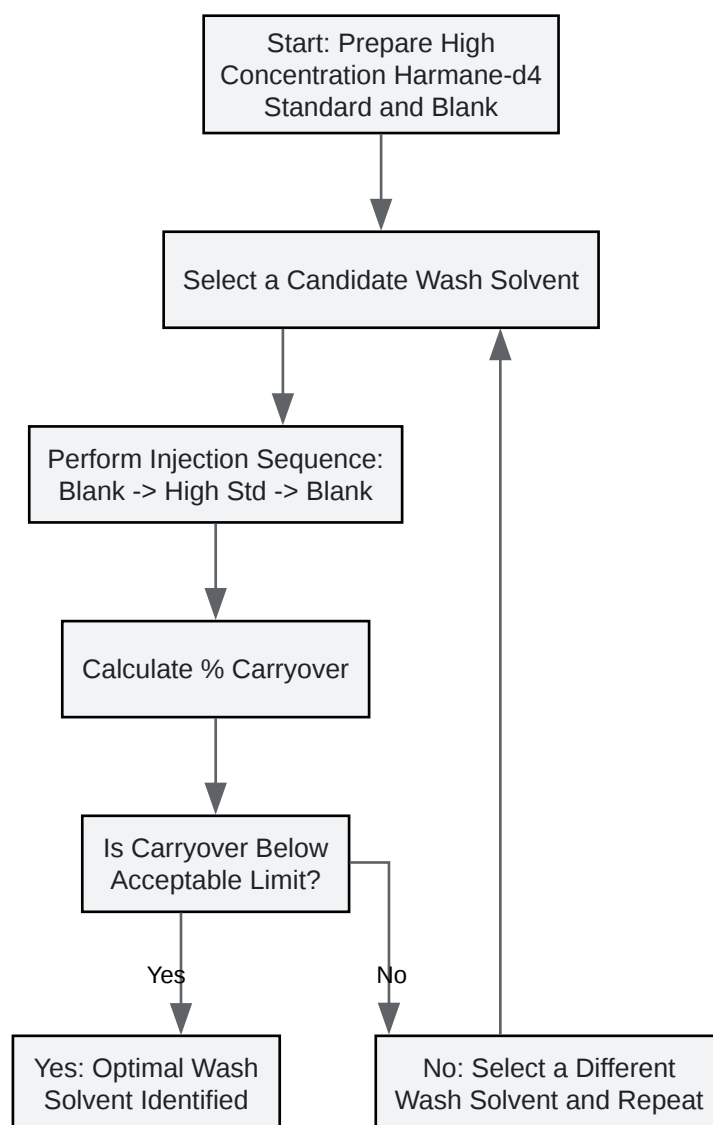 Start: Prepare High
Concentration Harmane-d4
Standard and Blank
Select a Candidate Wash Solvent
Perform Injection Sequence:
Blank -> High Std -> Blank
Calculate % Carryover
Is Carryover Below
Acceptable Limit?
Yes
No
Yes: Optimal Wash
Solvent Identified
No: Select a Different
Wash Solvent and Repeat